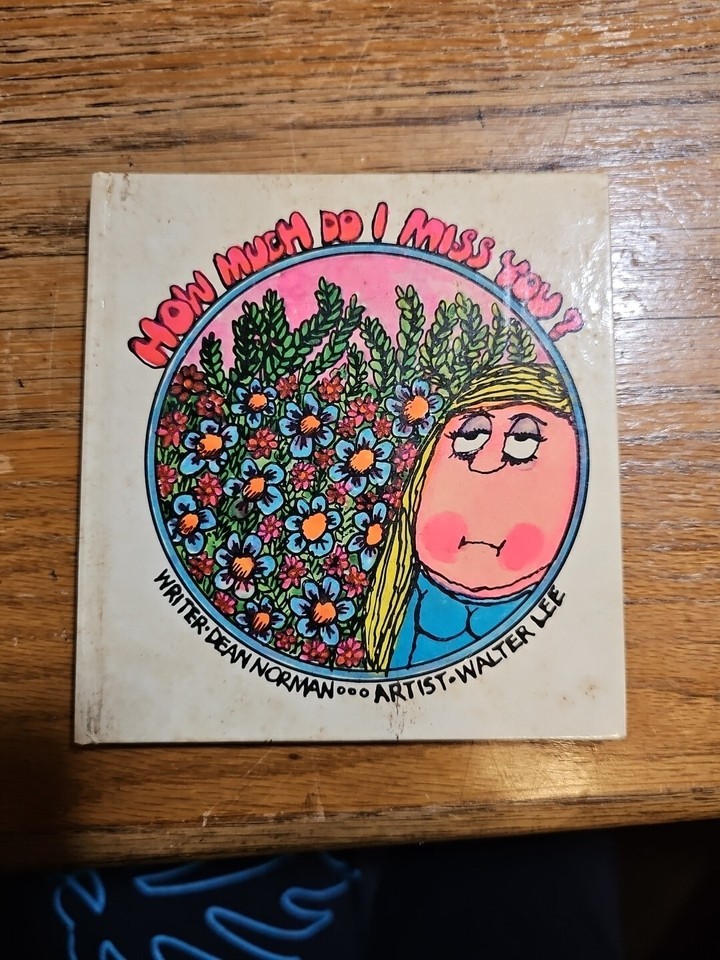 HOW MUCH DO I MISS YOU?
WRITER·DEAN NORMAN••• ARTIST·WALTER LEE